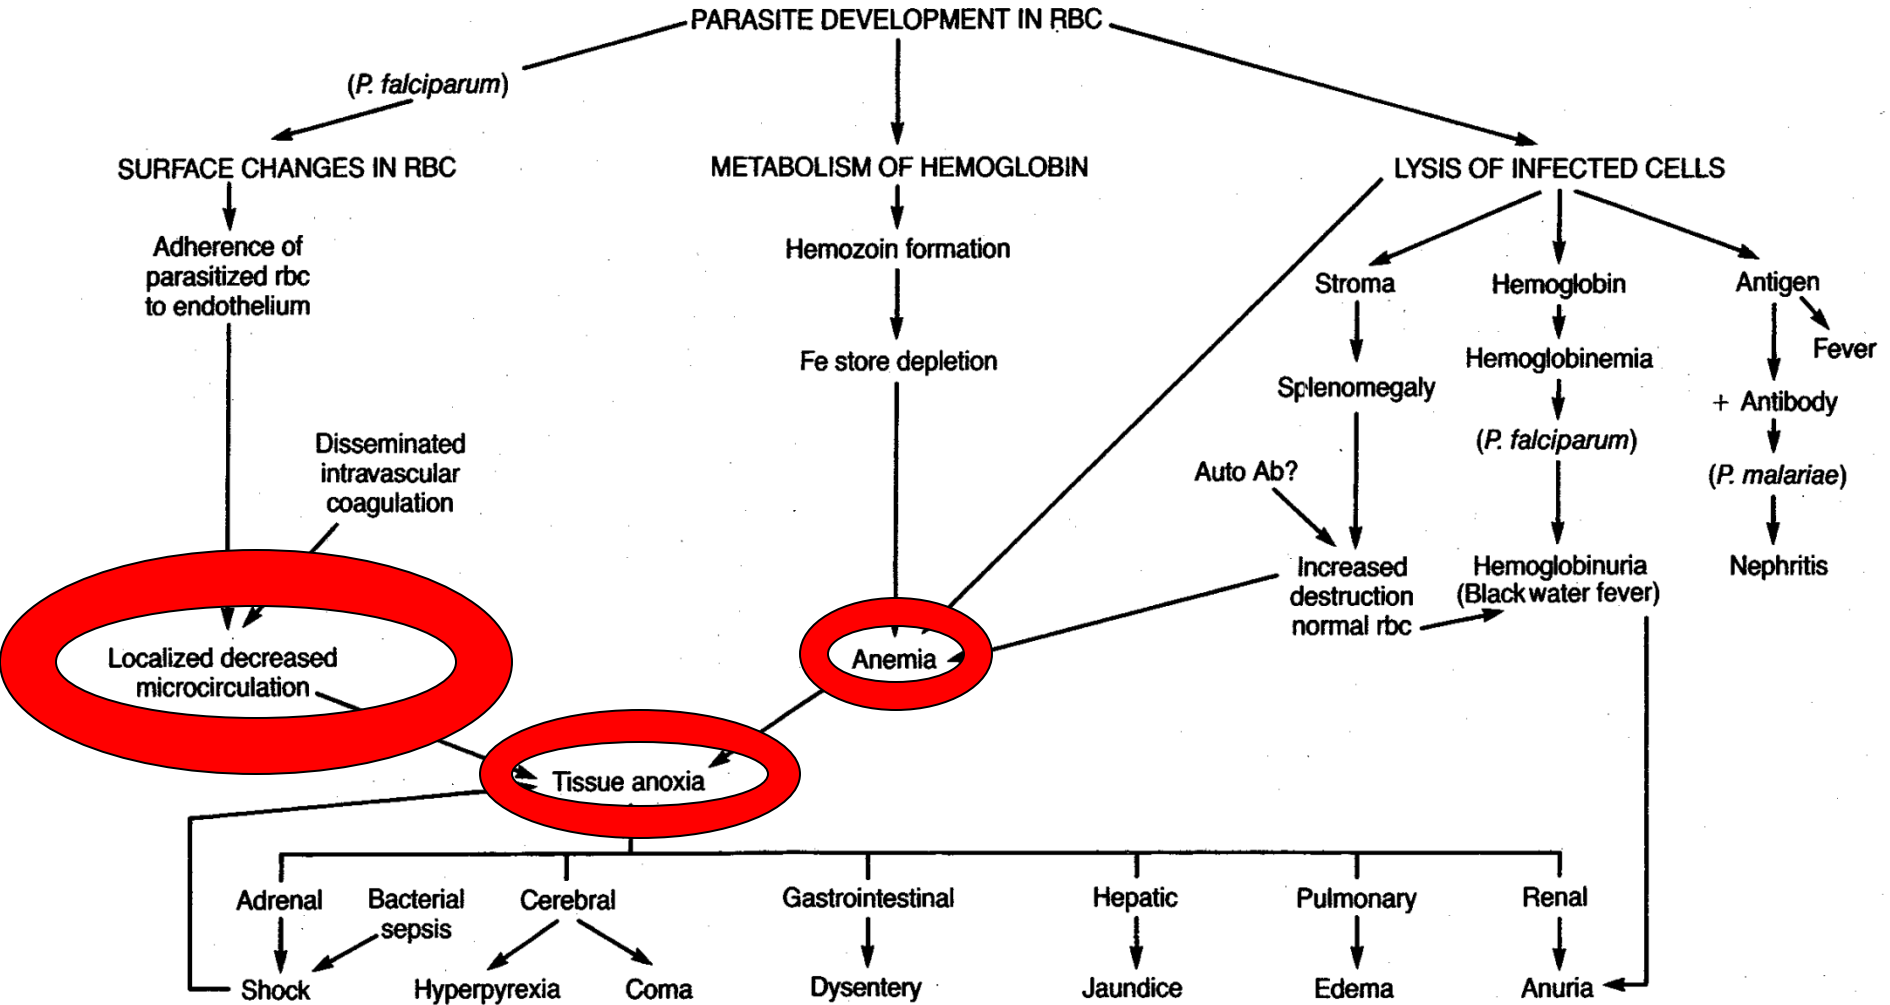 PARASITE DEVELOPMENT IN RBC
(P. falciparum)
SURFACE CHANGES IN RBC
METABOLISM OF HEMOGLOBIN
LYSIS OF INFECTED CELLS
Adherence of
parasitized rbc
to endothelium
Hemozoin formation
Stroma
Hemoglobin
Antigen
Fever
Fe store depletion
Hemoglobinemia
Splenomegaly
+ Antibody
Disseminated
intravascular
coagulation
(P. falciparum)
Auto Ab?
(P. malariae)
Increased
destruction
normal rbc
Hemoglobinuria
(Black water fever)
Nephritis
Localized decreased
microcirculation
Anemia
Tissue anoxia
Adrenal
Bacterial
sepsis
Cerebral
Gastrointestinal
Hepatic
Pulmonary
Renal
Shock
Hyperpyrexia
Coma
Dysentery
Jaundice
Edema
Anuria